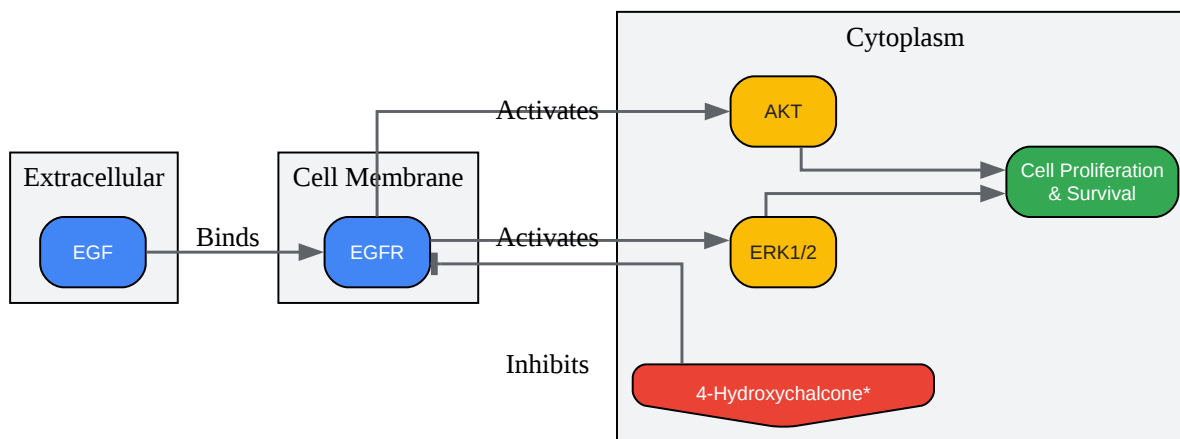 Cytoplasm
Activates
AKT
Extracellular
Cell Membrane
Cell Proliferation
& Survival
EGF
Binds
EGFR
Activates
ERK1/2
Inhibits
4-Hydroxychalcone*